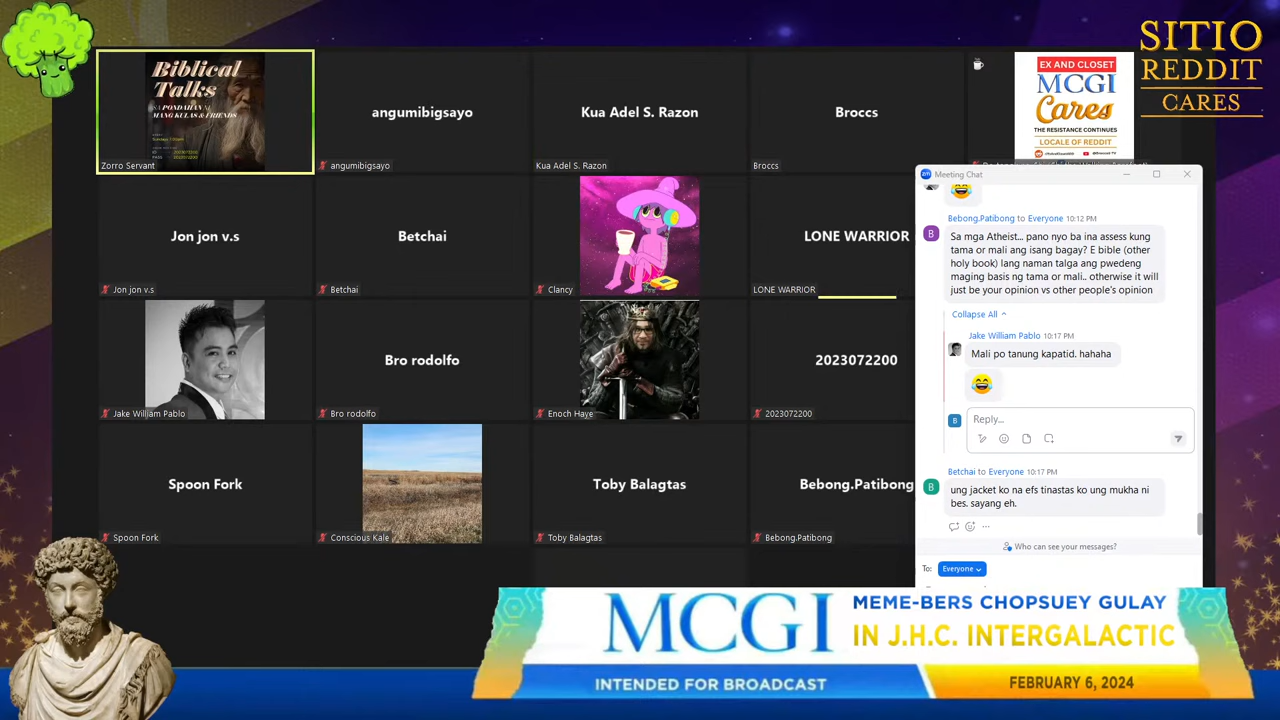 SITIO
REDDIT
CARES
Biblical
Talks
SA PONDAHAN NI
MANG KULAS & FRIENDS
2023072200
2023072200
Zorro Servant
angumibigsayo
angumibigsayo
Kua Adel S. Razon
Kua Adel S. Razon
Broccs
Broccs
EX AND CLOSET
MCGI
Cares
THE RESISTANCE CONTINUES
LOCALE OF REDDIT
Jon jon v.s
Jon jon v.s
Betchai
Betchai
Clancy
LONE WARRIOR
LONE WARRIOR
Jake William Pablo
Bro rodolfo
Bro rodolfo
Enoch Haye
2023072200
2023072200
Spoon Fork
Spoon Fork
Conscious Kale
Toby Balagtas
Toby Balagtas
Bebong.Patibong
Bebong.Patibong
Meeting Chat
Bebong.Patibong to Everyone 10:12 PM
B
Sa mga Atheist... pano nyo ba ina assess kung
tama or mali ang isang bagay? E bible (other
holy book) lang naman talga ang pwedeng
maging basis ng tama or mali.. otherwise it will
just be your opinion vs other people's opinion
Collapse All
Jake William Pablo 10:17 PM
Mali po tanung kapatid. hahaha
B
Reply...
Betchai to Everyone 10:17 PM
B
ung jacket ko na efs tinastas ko ung mukha ni
bes. sayang eh.
Who can see your messages?
To: Everyone
MCGI
MEME-BERS CHOPSUEY GULAY
IN J.H.C. INTERGALACTIC
INTENDED FOR BROADCAST
FEBRUARY 6, 2024